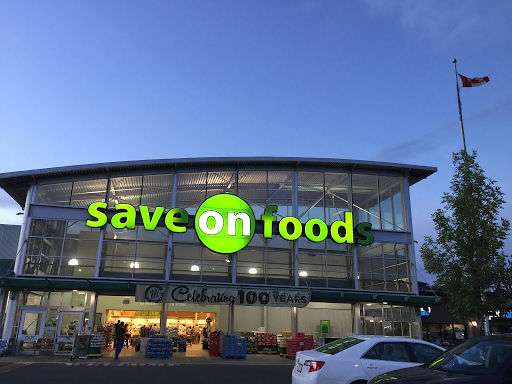 save on foods
Celebrating 100 YEARS